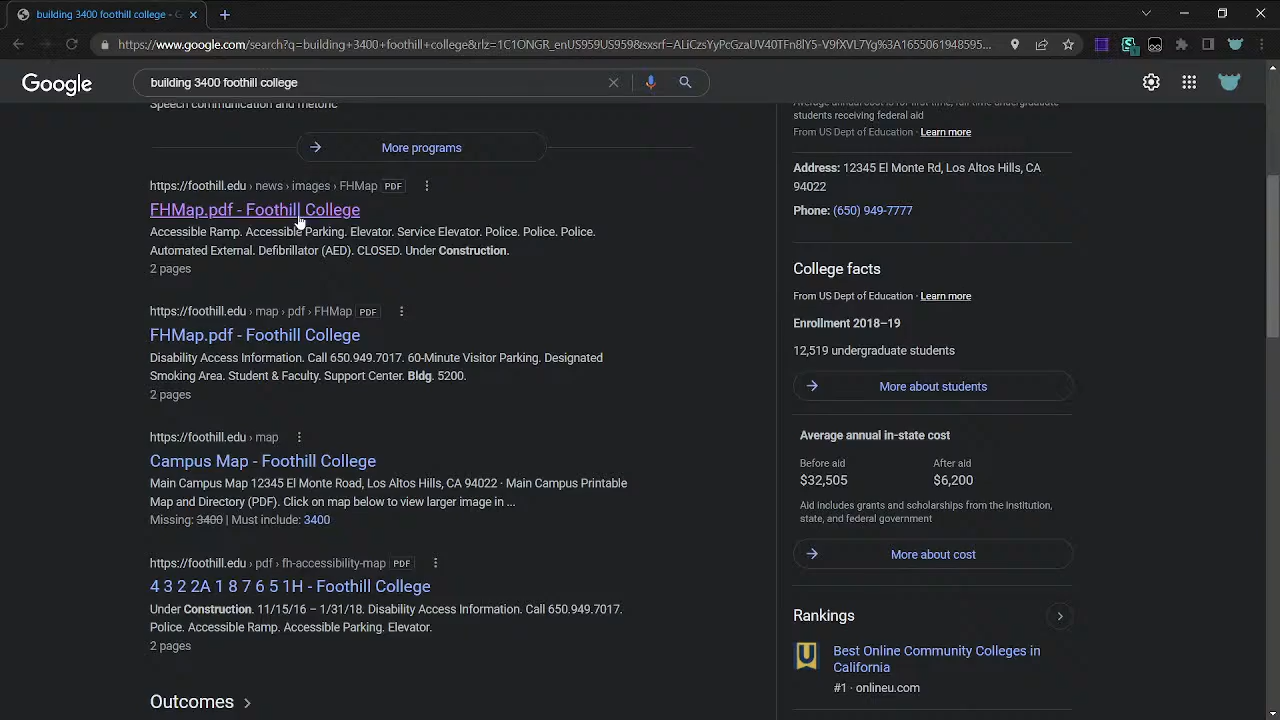 building 3400 foothill college - G
https://www.google.com/search?q=building+3400+foothill+college&rlz=1C1ONGR_enUS959US959&sxsrf=ALiCzsYyPcGzaUV40TFn8lY5-V9fXVL7Yg%3A1655061948595...
Google
building 3400 foothill college
Speech communication and rhetoric
More programs
https://foothill.edu › news › images › FHMap PDF
FHMap.pdf - Foothill College
Accessible Ramp. Accessible Parking. Elevator. Service Elevator. Police. Police. Police.
Automated External. Defibrillator (AED). CLOSED. Under Construction.
2 pages
https://foothill.edu › map › pdf › FHMap PDF
FHMap.pdf - Foothill College
Disability Access Information. Call 650.949.7017. 60-Minute Visitor Parking. Designated
Smoking Area. Student & Faculty. Support Center. Bldg. 5200.
2 pages
https://foothill.edu › map
Campus Map - Foothill College
Main Campus Map 12345 El Monte Road, Los Altos Hills, CA 94022 · Main Campus Printable
Map and Directory (PDF). Click on map below to view larger image in ...
Missing: 3400 | Must include: 3400
https://foothill.edu › pdf › fh-accessibility-map PDF
4 3 2 2A 1 8 7 6 5 1H - Foothill College
Under Construction. 11/15/16 – 1/31/18. Disability Access Information. Call 650.949.7017.
Police. Accessible Ramp. Accessible Parking. Elevator.
2 pages
Outcomes
Average annual cost is for first time, full time undergraduate
students receiving federal aid
From US Dept of Education · Learn more
Address: 12345 El Monte Rd, Los Altos Hills, CA
94022
Phone: (650) 949-7777
College facts
From US Dept of Education · Learn more
Enrollment 2018–19
12,519 undergraduate students
More about students
Average annual in-state cost
Before aid After aid
$32,505 $6,200
Aid includes grants and scholarships from the institution,
state, and federal government
More about cost
Rankings
Best Online Community Colleges in
California
#1 · onlineu.com